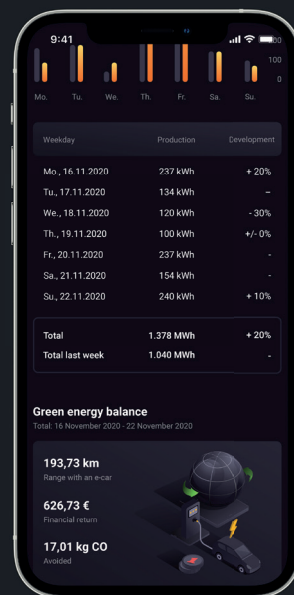 9:41
100
0
Mo. Tu. We. Th. Fr. Sa. Su.
Weekday Production Development
Mo., 16.11.2020 237 kWh + 20%
Tu., 17.11.2020 134 kWh –
We., 18.11.2020 120 kWh - 30%
Th., 19.11.2020 100 kWh +/- 0%
Fr., 20.11.2020 237 kWh -
Sa., 21.11.2020 154 kWh -
Su., 22.11.2020 240 kWh + 10%
Total 1.378 MWh + 20%
Total last week 1.040 MWh -
Green energy balance
Total: 16 November 2020 - 22 November 2020
193,73 km
Range with an e-car
626,73 €
Financial return
17,01 kg CO
Avoided